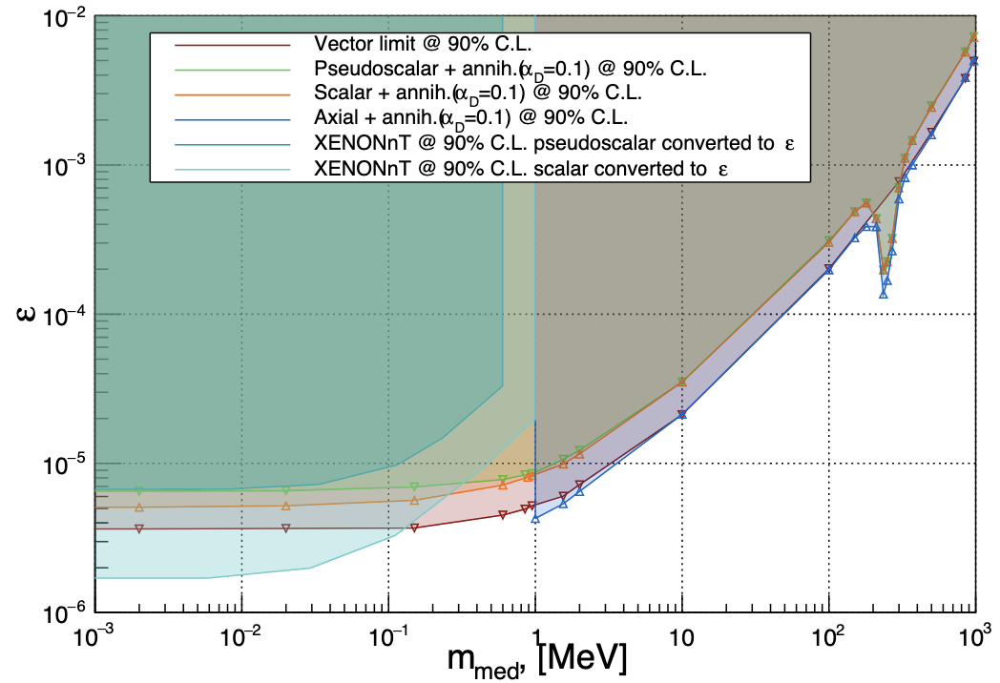 10⁻²
Vector limit @ 90% C.L.
Pseudoscalar + annih.(α_D=0.1) @ 90% C.L.
Scalar + annih.(α_D=0.1) @ 90% C.L.
Axial + annih.(α_D=0.1) @ 90% C.L.
XENONnT @ 90% C.L. pseudoscalar converted to ε
XENONnT @ 90% C.L. scalar converted to ε
10⁻³
ε
10⁻⁴
10⁻⁵
10⁻⁶
10⁻³ 10⁻² 10⁻¹ 1 10 10² 10³
m_med, [MeV]